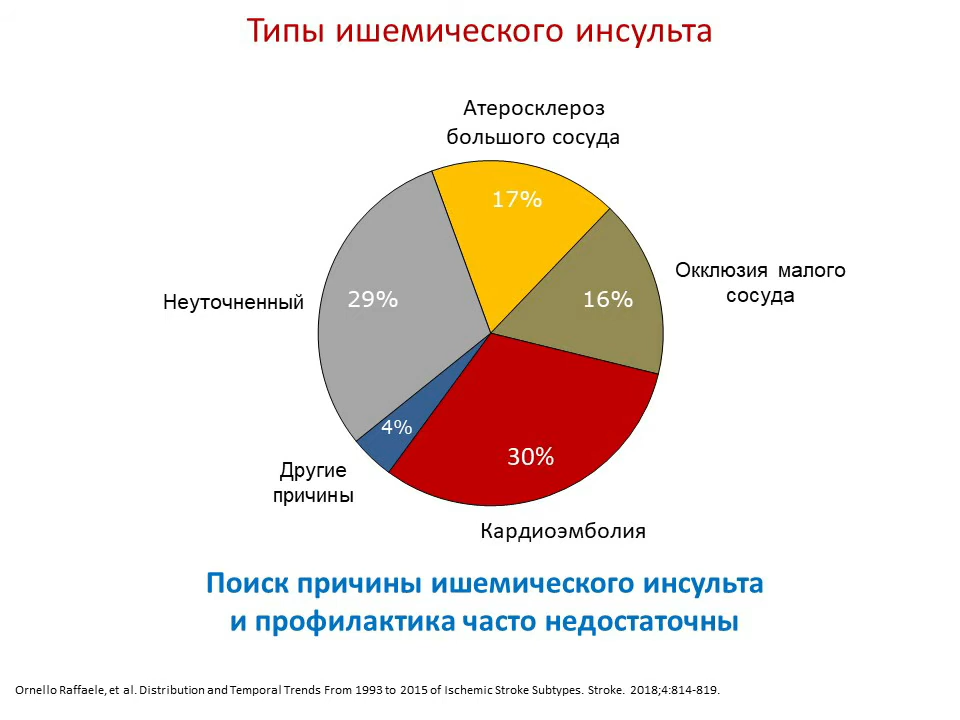 Типы ишемического инсульта
Атеросклероз
большого сосуда
17%
Окклюзия малого
сосуда
16%
Неуточненный
29%
4%
30%
Другие
причины
Кардиоэмболия
Поиск причины ишемического инсульта
и профилактика часто недостаточны
Ornello Raffaele, et al. Distribution and Temporal Trends From 1993 to 2015 of Ischemic Stroke Subtypes. Stroke. 2018;4:814-819.